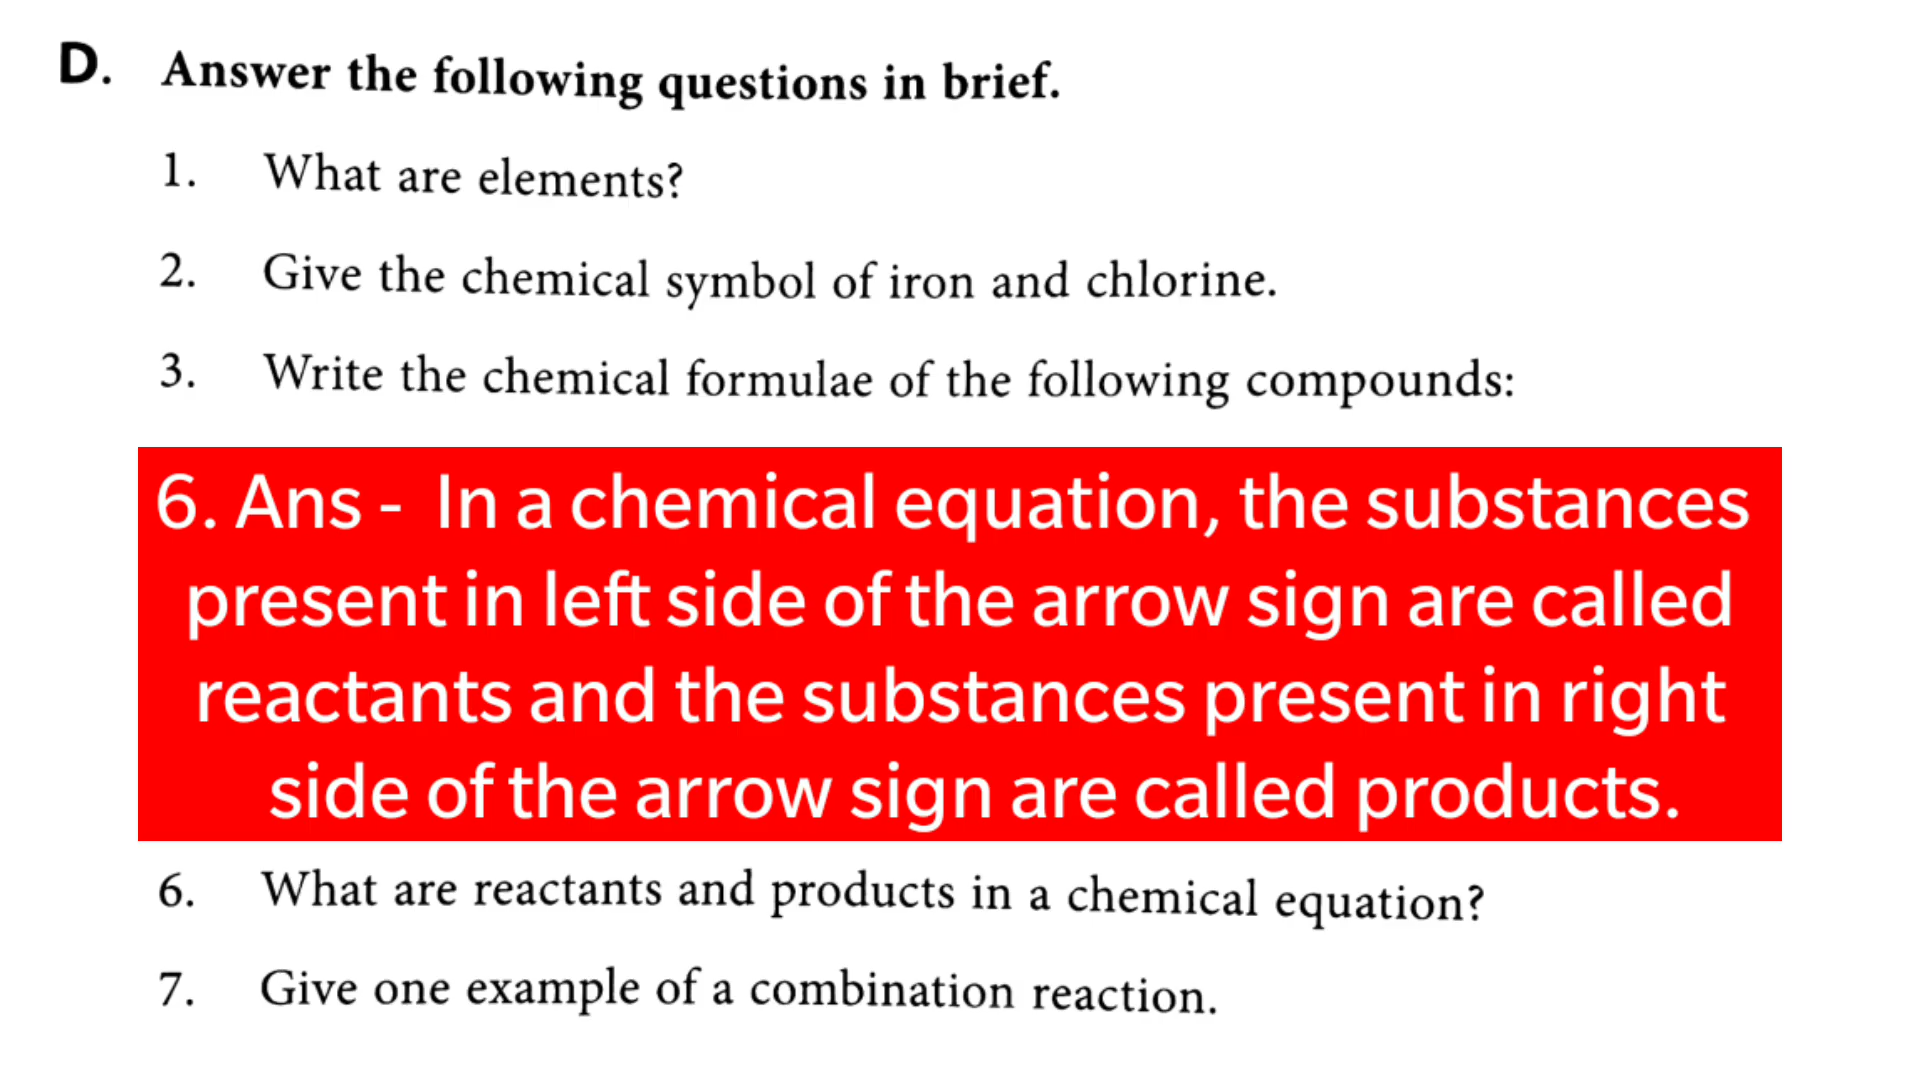 D. Answer the following questions in brief.
1. What are elements?
2. Give the chemical symbol of iron and chlorine.
3. Write the chemical formulae of the following compounds:
6. Ans - In a chemical equation, the substances
present in left side of the arrow sign are called
reactants and the substances present in right
side of the arrow sign are called products.
6. What are reactants and products in a chemical equation?
7. Give one example of a combination reaction.